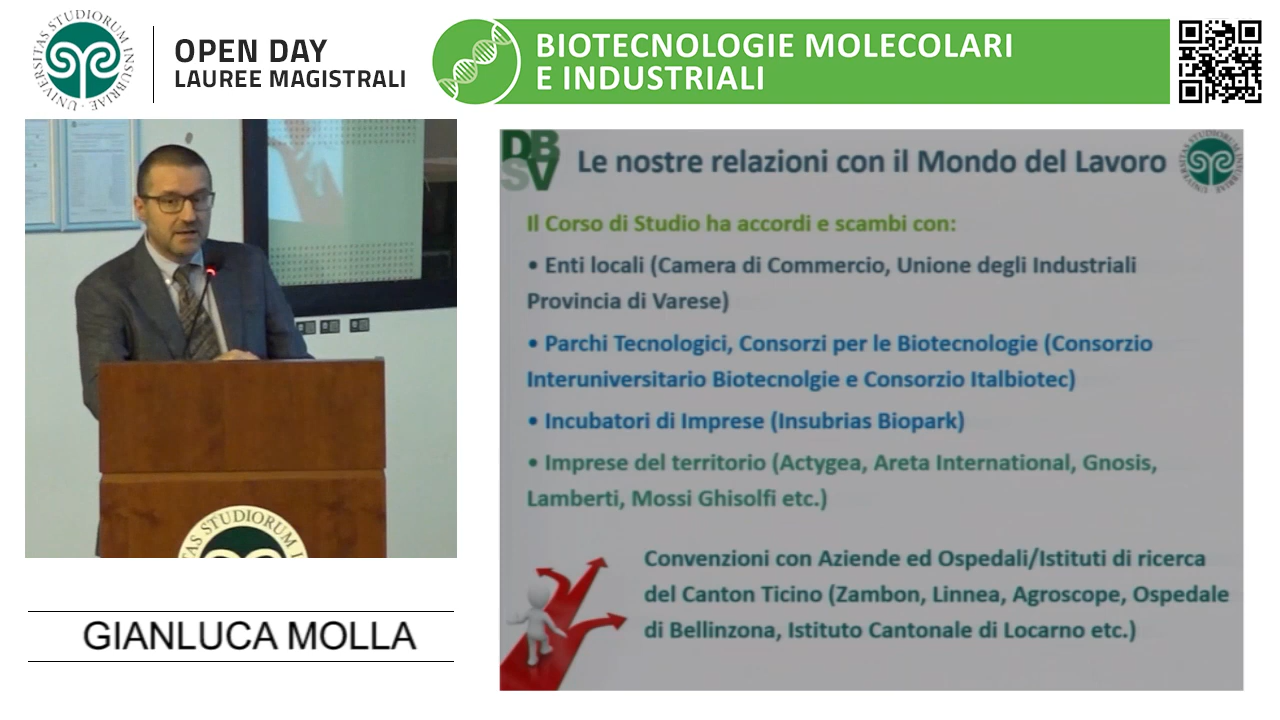 UNIVERSITAS STUDIORUM INSUBRIAE
OPEN DAY
LAUREE MAGISTRALI
BIOTECNOLOGIE MOLECOLARI
E INDUSTRIALI
DB
SV
Le nostre relazioni con il Mondo del Lavoro
Il Corso di Studio ha accordi e scambi con:
• Enti locali (Camera di Commercio, Unione degli Industriali
Provincia di Varese)
• Parchi Tecnologici, Consorzi per le Biotecnologie (Consorzio
Interuniversitario Biotecnolgie e Consorzio Italbiotec)
• Incubatori di Imprese (Insubrias Biopark)
• Imprese del territorio (Actygea, Areta International, Gnosis,
Lamberti, Mossi Ghisolfi etc.)
Convenzioni con Aziende ed Ospedali/Istituti di ricerca
del Canton Ticino (Zambon, Linnea, Agroscope, Ospedale
di Bellinzona, Istituto Cantonale di Locarno etc.)
STUDIORUM
GIANLUCA MOLLA